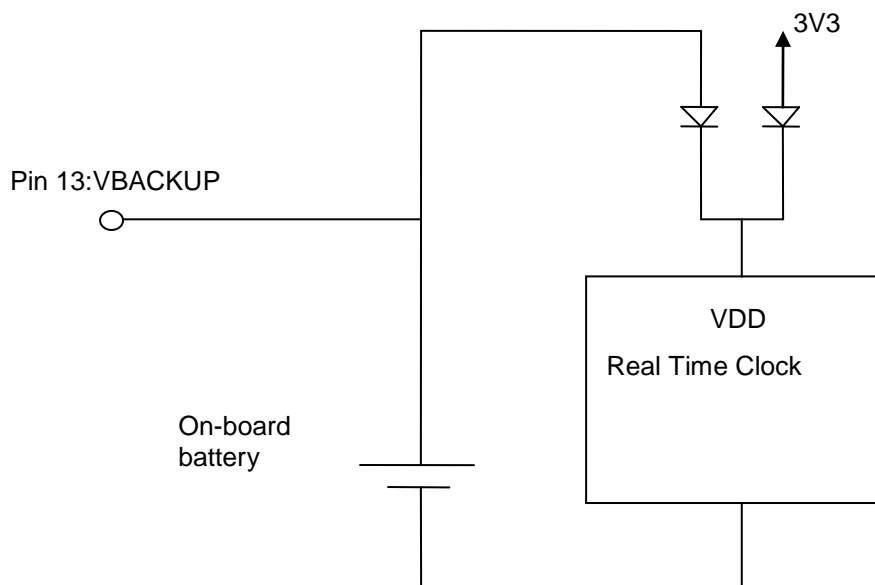 3V3
Pin 13:VBACKUP
VDD
Real Time Clock
On-board
battery